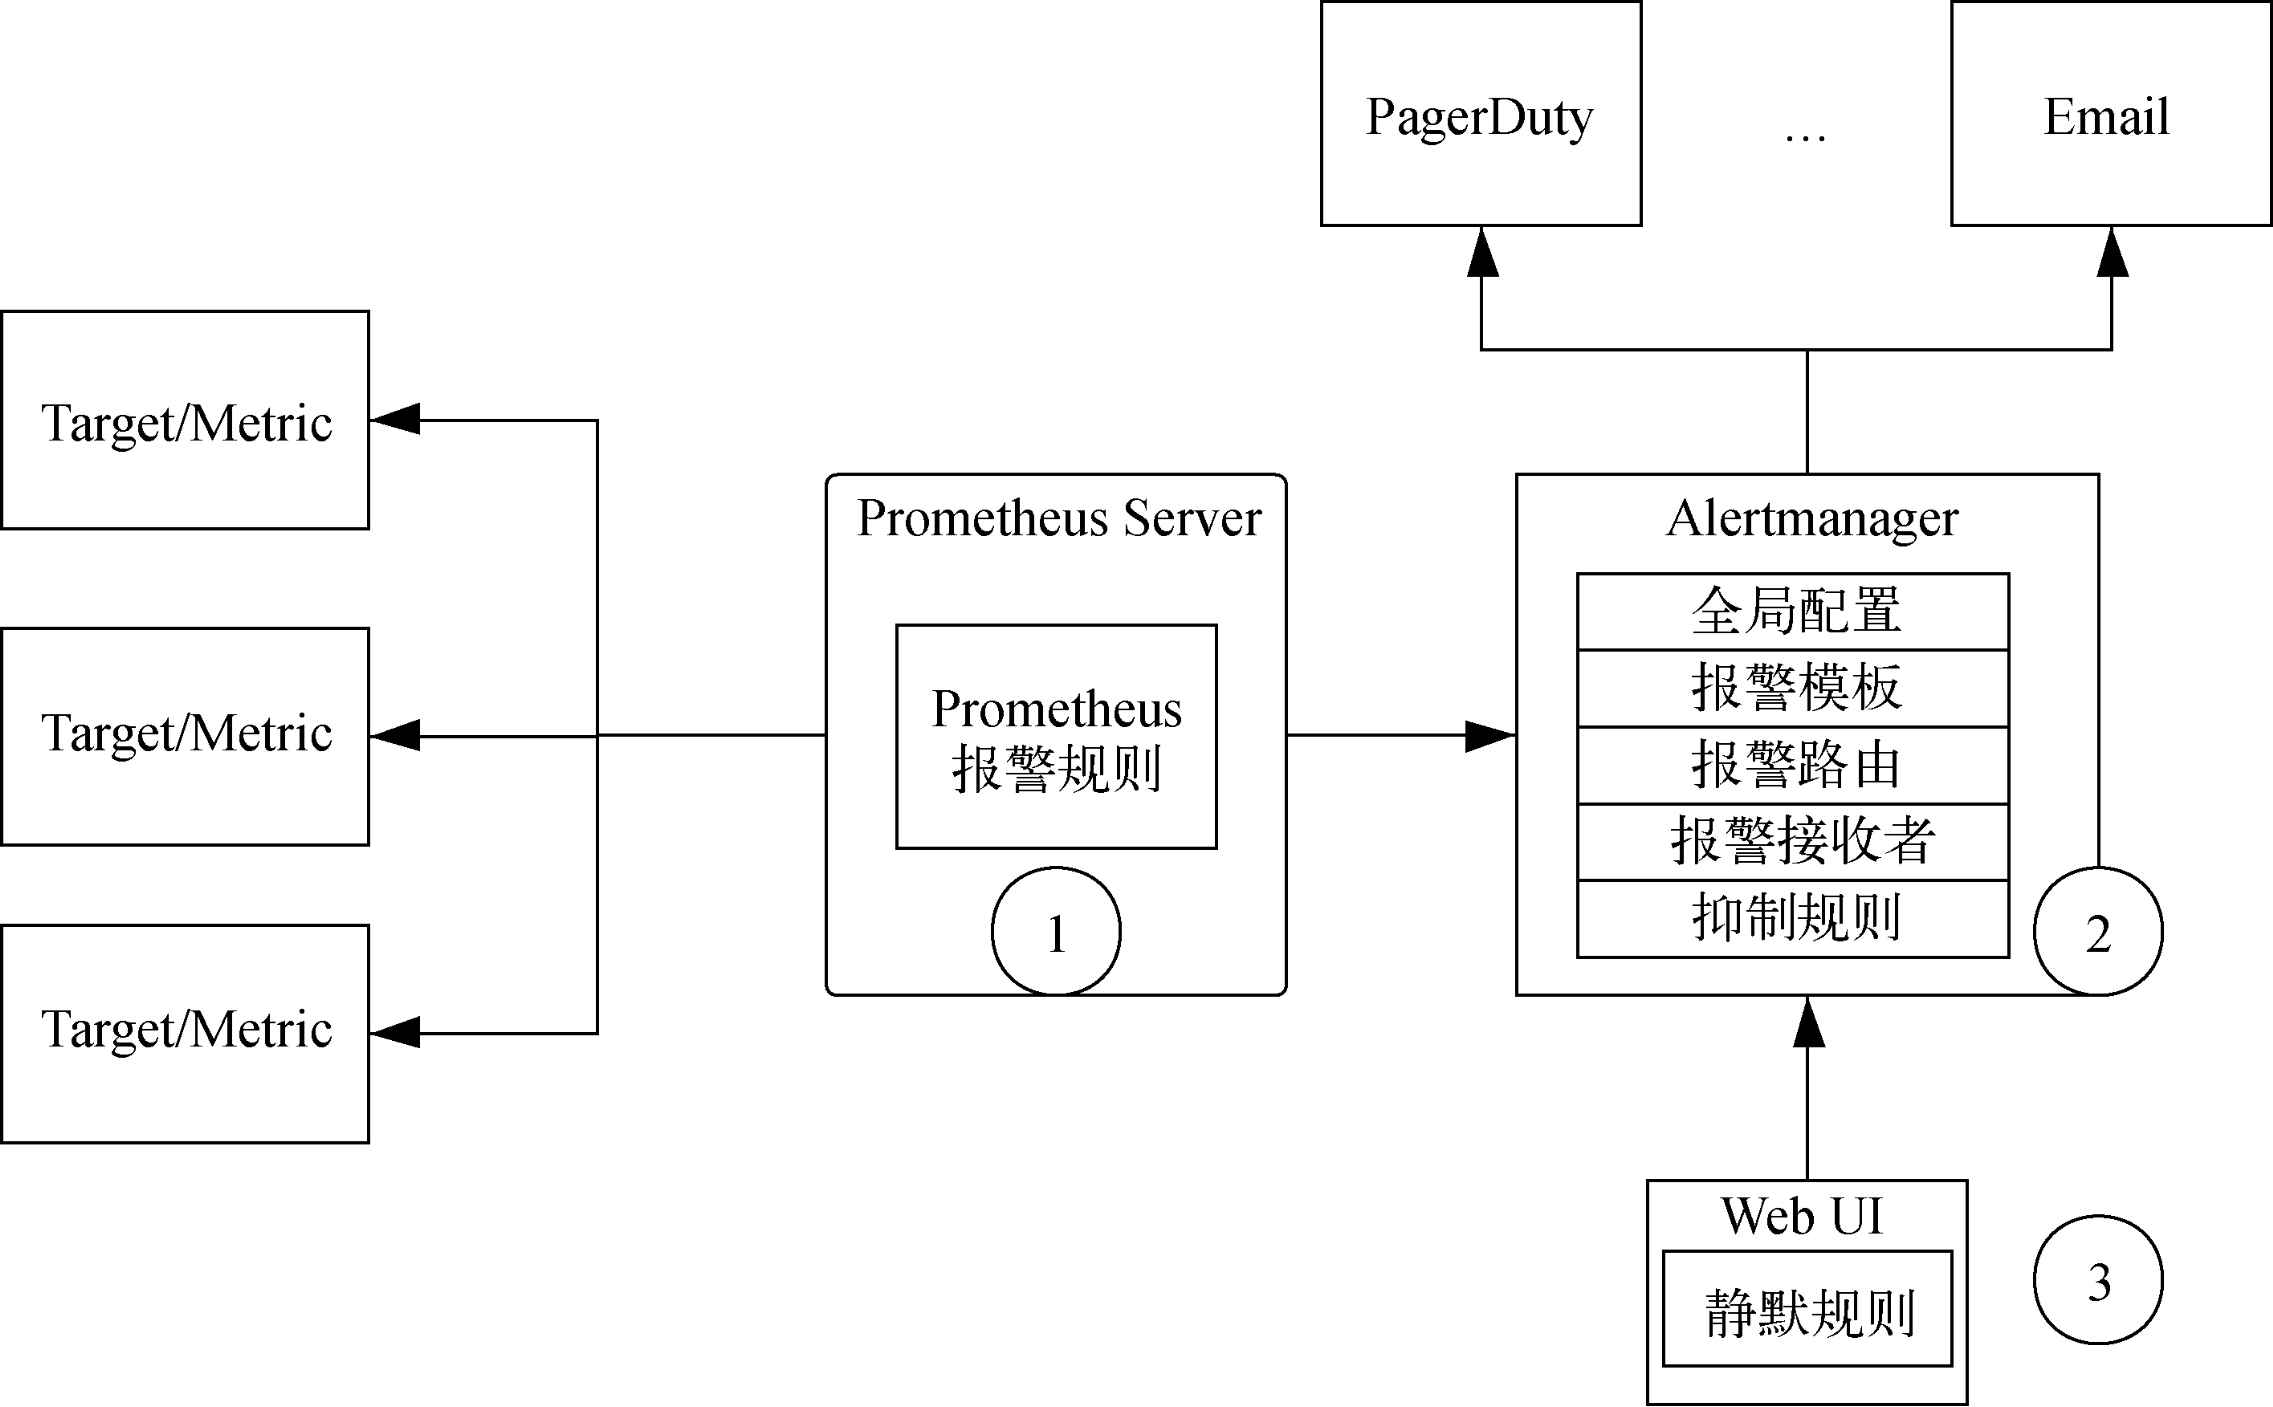 PagerDuty
…
Email
Target/Metric
Target/Metric
Target/Metric
Prometheus Server
Prometheus
报警规则
1
Alertmanager
全局配置
报警模板
报警路由
报警接收者
抑制规则
2
Web UI
静默规则
3